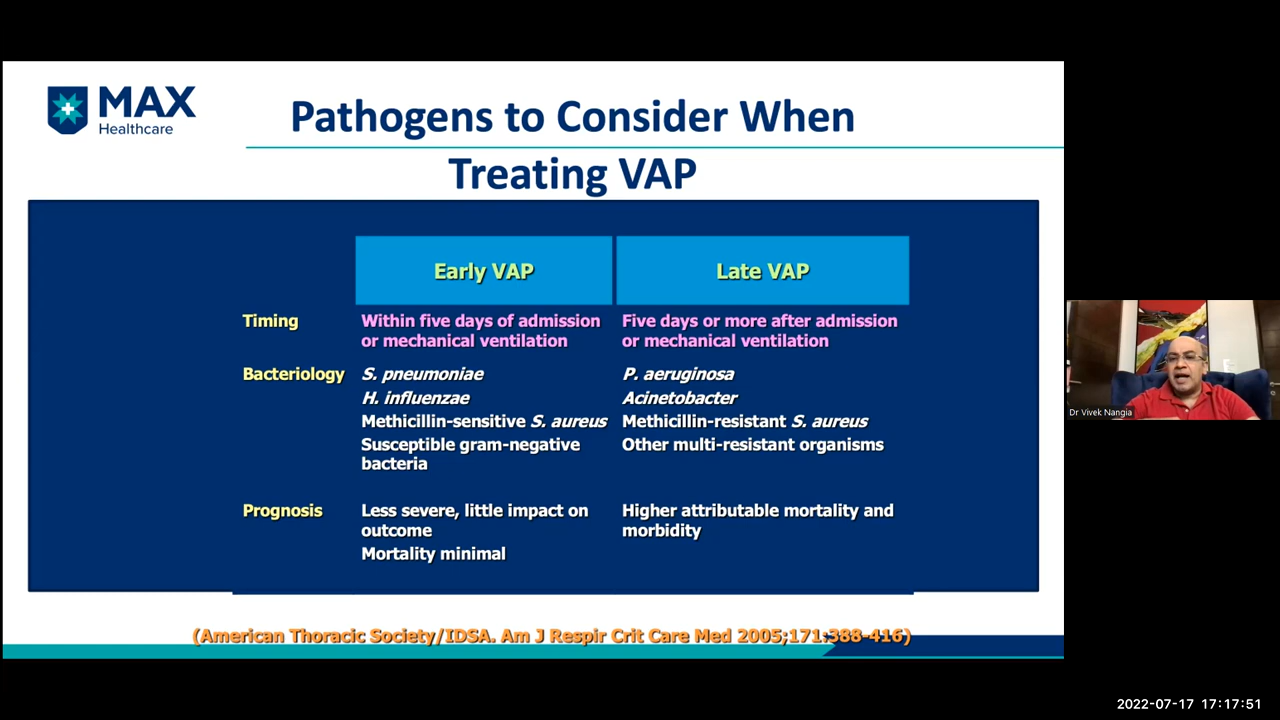 MAX
Healthcare
Pathogens to Consider When
Treating VAP
Early VAP
Late VAP
Timing
Within five days of admission
or mechanical ventilation
Five days or more after admission
or mechanical ventilation
Bacteriology
S. pneumoniae
H. influenzae
Methicillin-sensitive S. aureus
Susceptible gram-negative
bacteria
P. aeruginosa
Acinetobacter
Methicillin-resistant S. aureus
Other multi-resistant organisms
Prognosis
Less severe, little impact on
outcome
Mortality minimal
Higher attributable mortality and
morbidity
(American Thoracic Society/IDSA. Am J Respir Crit Care Med 2005;171:388-416)
Dr Vivek Nangia
2022-07-17 17:17:51